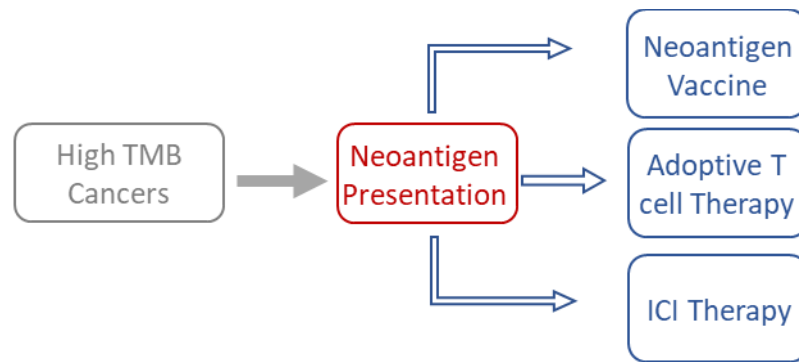 High TMB
Cancers
Neoantigen
Presentation
Neoantigen
Vaccine
Adoptive T
cell Therapy
ICI Therapy